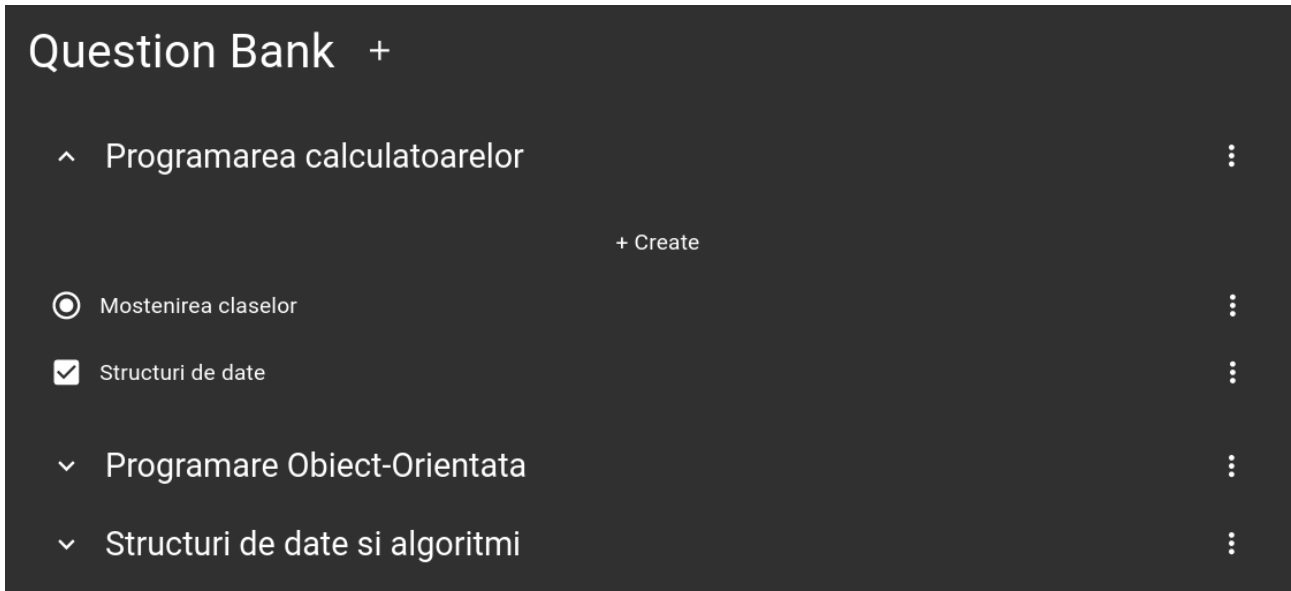 Question Bank +
Programarea calculatoarelor
+ Create
Mostenirea claselor
Structuri de date
Programare Obiect-Orientata
Structuri de date si algoritmi